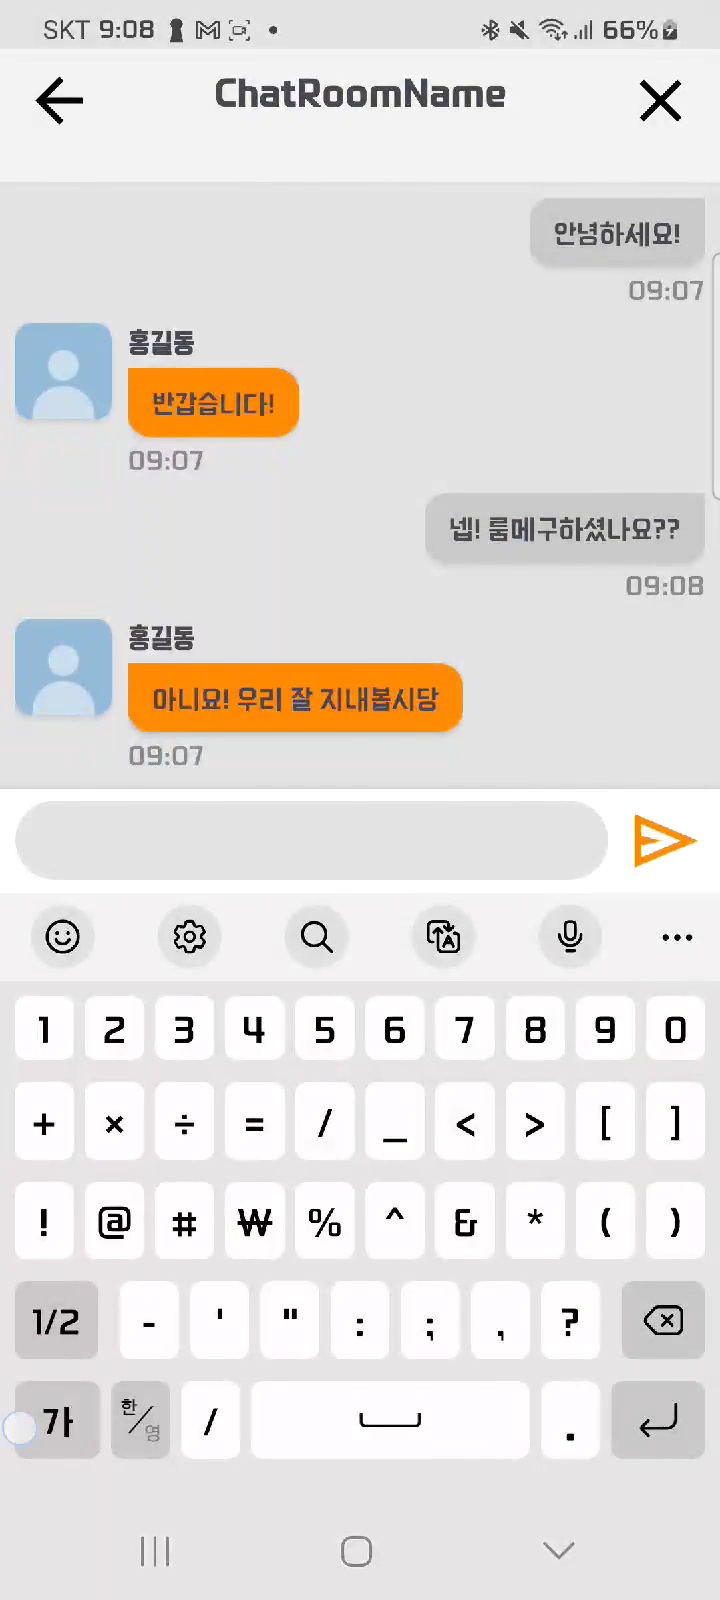 SKT 9:08 66%
ChatRoomName
안녕하세요!
09:07
홍길동
반갑습니다!
09:07
넵! 룸메구하셨나요??
09:08
홍길동
아니요! 우리 잘 지내봅시당
09:07
1 2 3 4 5 6 7 8 9 0
+ × ÷ = / _ < > [ ]
! @ # ₩ % ^ & * ( )
1/2 - ' " : ; , ?
가 한/영 / .